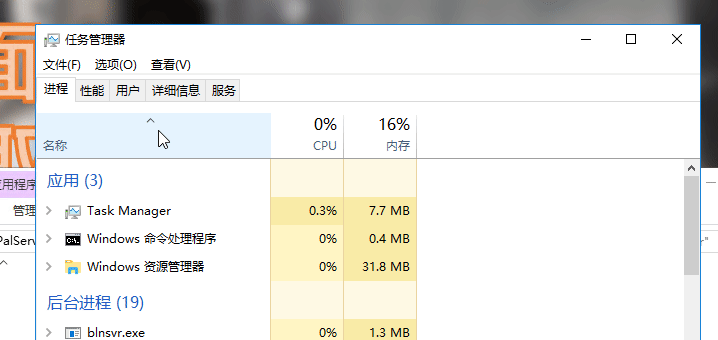 面
任务管理器
文件(F) 选项(O) 查看(V)
进程 性能 用户 详细信息 服务
0% 16%
名称 CPU 内存
应用程序
应用 (3)
管理
Task Manager 0.3% 7.7 MB
PalServ
Windows 命令处理程序 0% 0.4 MB
Windows 资源管理器 0% 31.8 MB
后台进程 (19)
blnsvr.exe 0% 1.3 MB